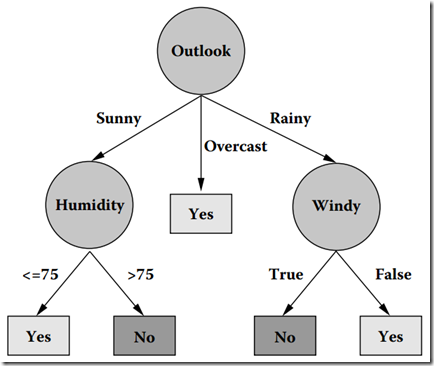 Outlook
Sunny
Rainy
Overcast
Humidity
Yes
Windy
<=75
>75
True
False
Yes
No
No
Yes